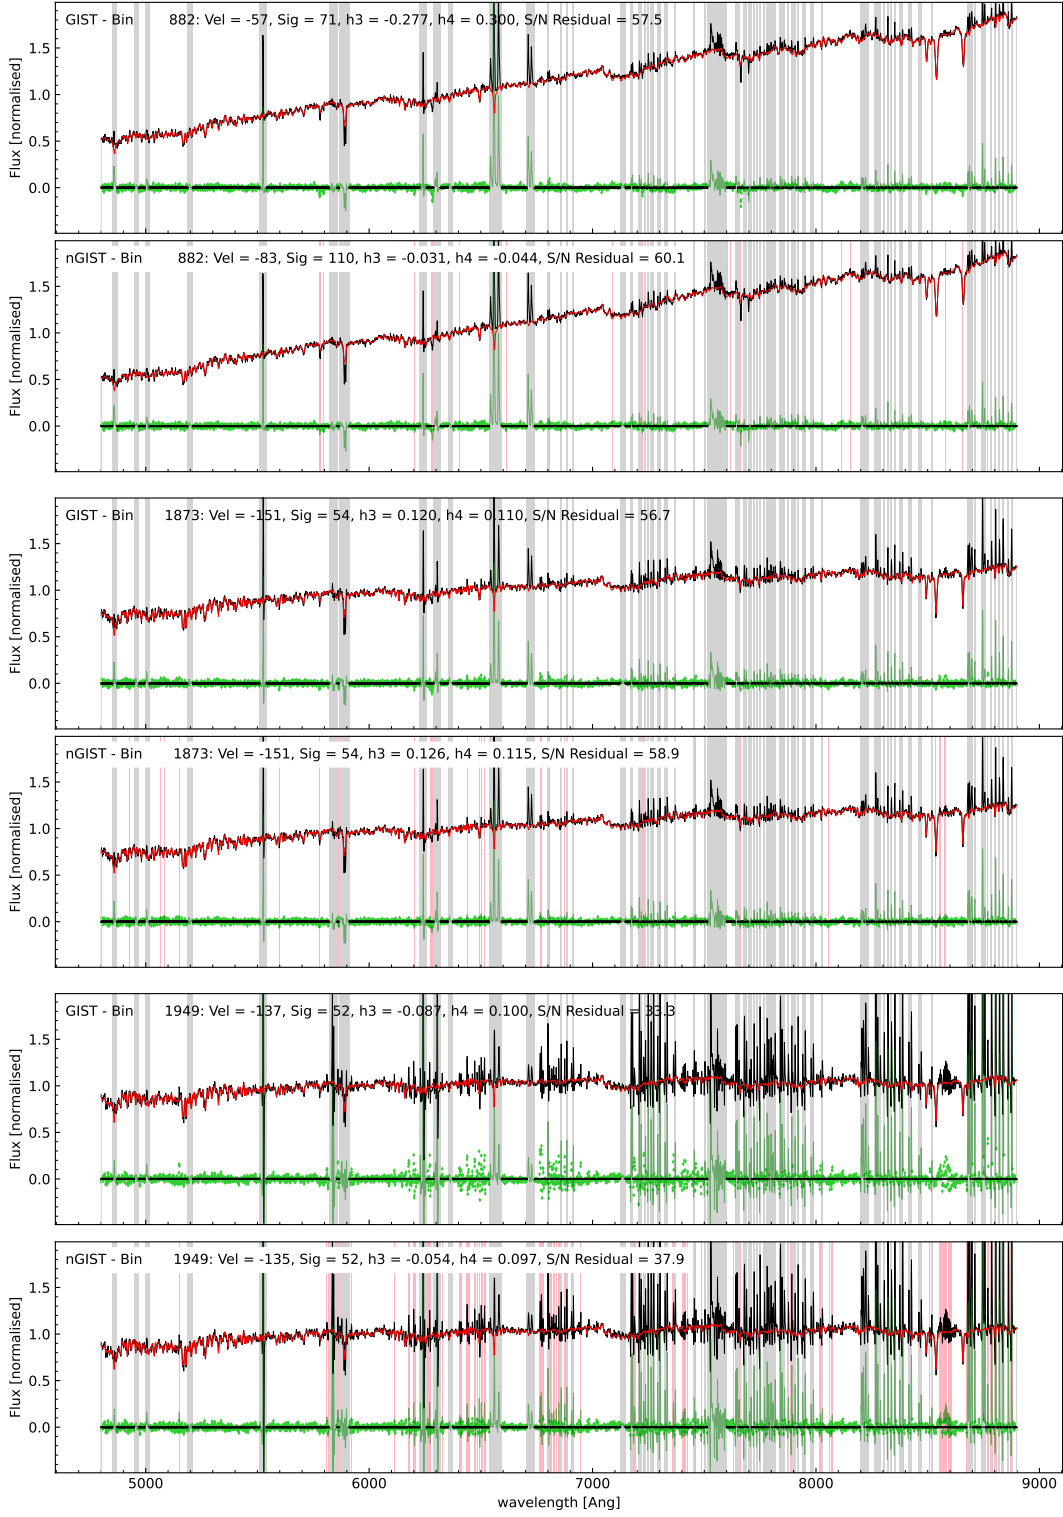 GIST - Bin 882: Vel = -57, Sig = 71, h3 = -0.277, h4 = 0.300, S/N Residual = 57.5
1.5
1.0
0.5
0.0
Flux [normalised]
nGIST - Bin 882: Vel = -83, Sig = 110, h3 = -0.031, h4 = -0.044, S/N Residual = 60.1
1.5
1.0
0.5
0.0
Flux [normalised]
GIST - Bin 1873: Vel = -151, Sig = 54, h3 = 0.120, h4 = 0.110, S/N Residual = 56.7
1.5
1.0
0.5
0.0
Flux [normalised]
nGIST - Bin 1873: Vel = -151, Sig = 54, h3 = 0.126, h4 = 0.115, S/N Residual = 58.9
1.5
1.0
0.5
0.0
Flux [normalised]
GIST - Bin 1949: Vel = -137, Sig = 52, h3 = -0.087, h4 = 0.100, S/N Residual = 33.3
1.5
1.0
0.5
0.0
Flux [normalised]
nGIST - Bin 1949: Vel = -135, Sig = 52, h3 = -0.054, h4 = 0.097, S/N Residual = 37.9
1.5
1.0
0.5
0.0
Flux [normalised]
5000 6000 7000 8000 9000
wavelength [Ang]